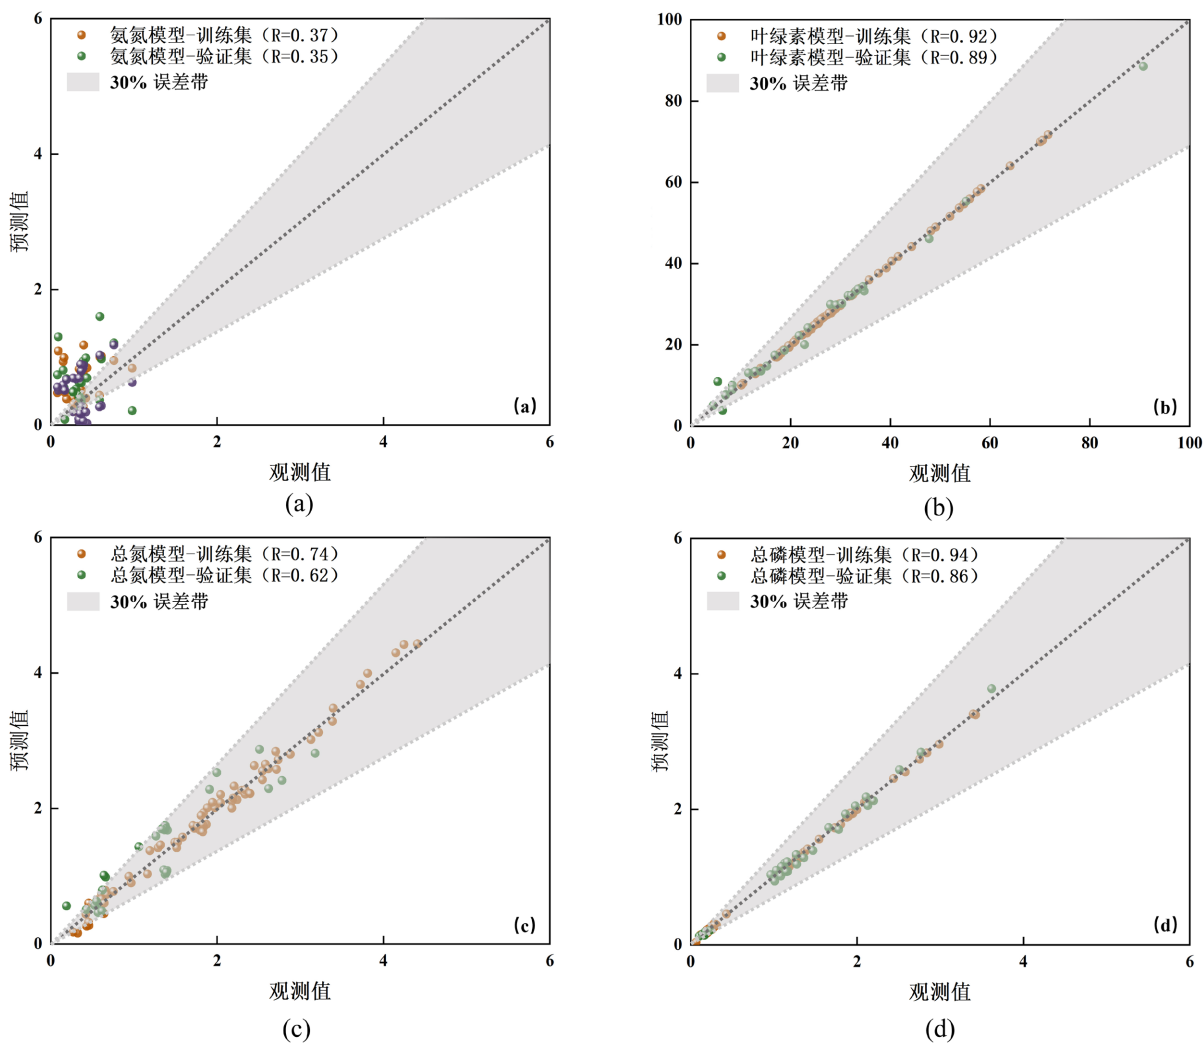 氨氮模型-训练集（R=0.37）
氨氮模型-验证集（R=0.35）
30% 误差带
6
4
2
0
预测值
(a)
0 2 4 6
观测值
(a)
叶绿素模型-训练集（R=0.92）
叶绿素模型-验证集（R=0.89）
30% 误差带
100
80
60
40
20
0
(b)
0 20 40 60 80 100
观测值
(b)
总氮模型-训练集（R=0.74）
总氮模型-验证集（R=0.62）
30% 误差带
6
4
2
0
预测值
(c)
0 2 4 6
观测值
(c)
总磷模型-训练集（R=0.94）
总磷模型-验证集（R=0.86）
30% 误差带
6
4
2
0
预测值
(d)
0 2 4 6
观测值
(d)